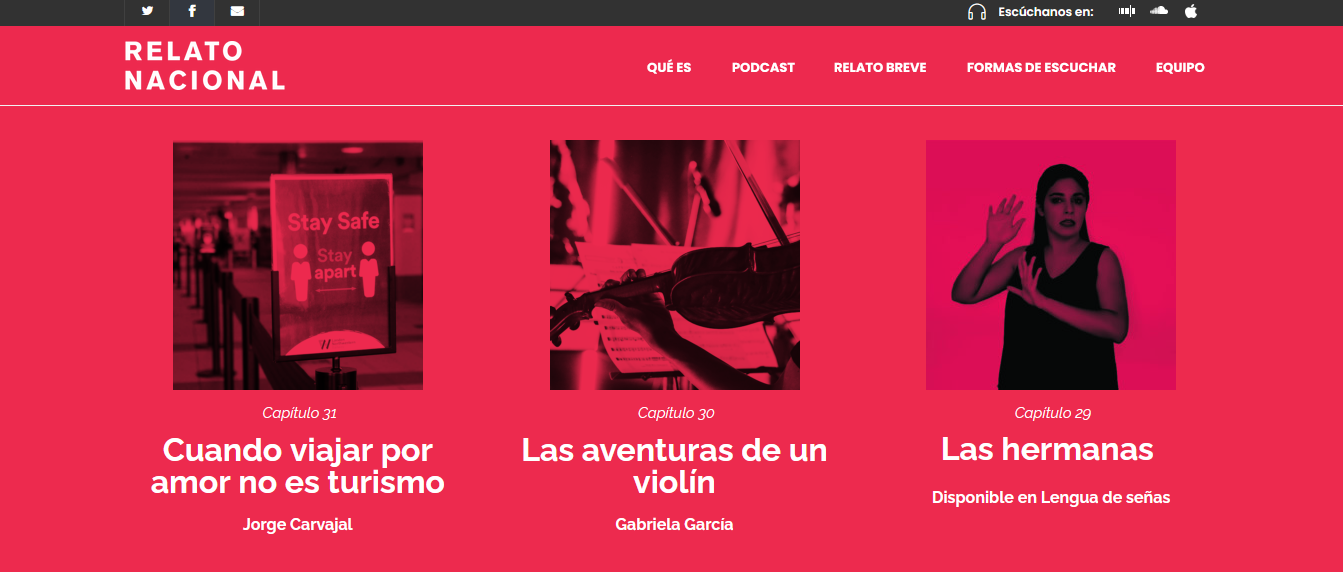 Escúchanos en:
RELATO
NACIONAL
QUÉ ES
PODCAST
RELATO BREVE
FORMAS DE ESCUCHAR
EQUIPO
Stay Safe
Stay
apart
Capítulo 31
Cuando viajar por
amor no es turismo
Jorge Carvajal
Capítulo 30
Las aventuras de un
violín
Gabriela García
Capítulo 29
Las hermanas
Disponible en Lengua de señas